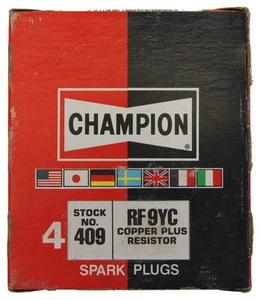 CHAMPION
®
4
STOCK NO. 409
RF9YC
COPPER PLUS
RESISTOR
SPARK PLUGS